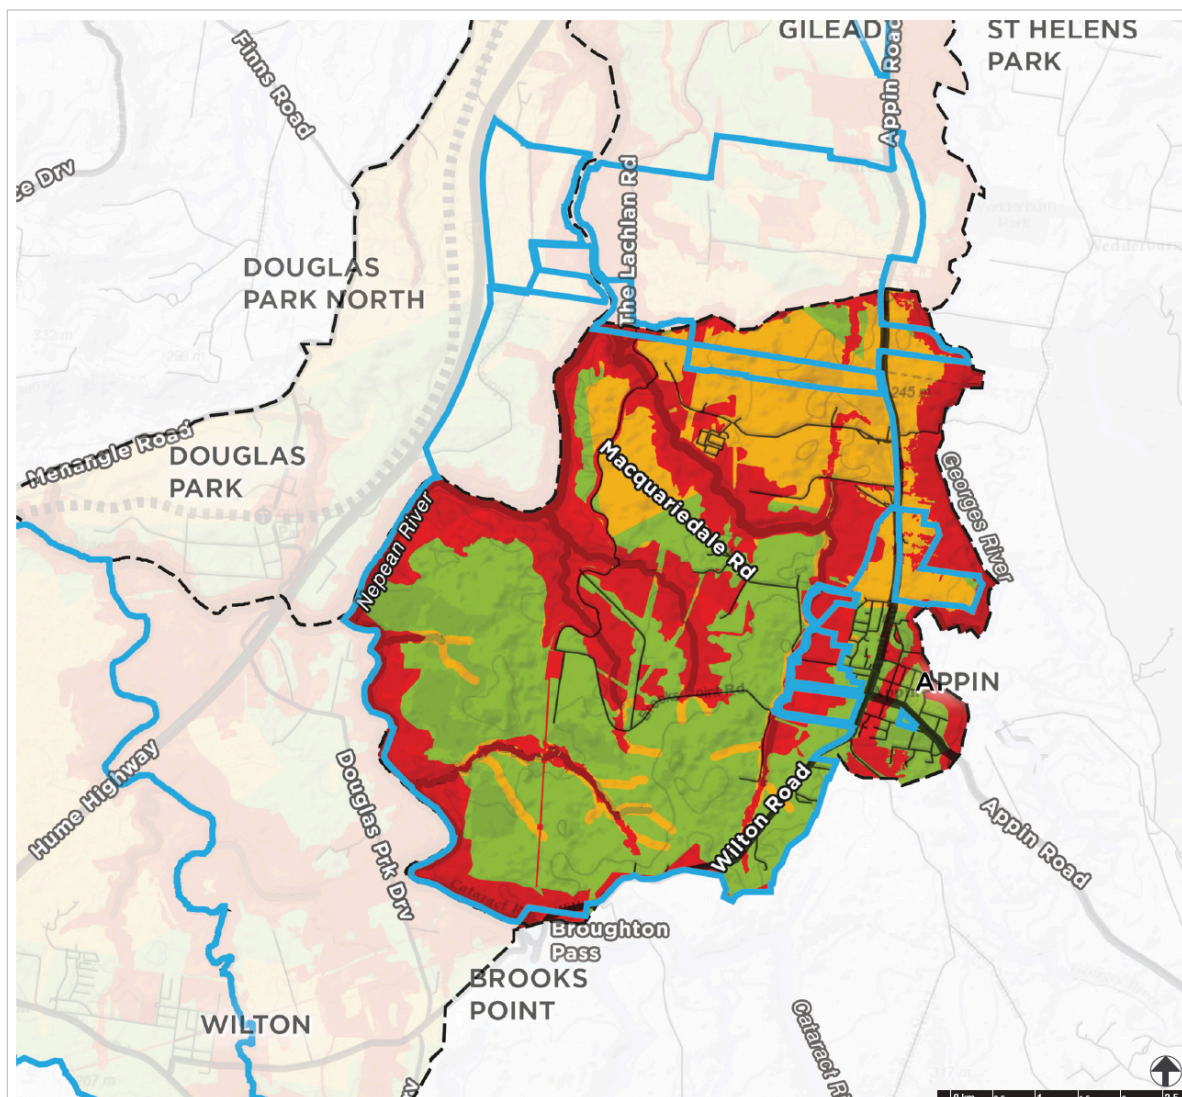 GILEAD
ST HELENS
PARK
Appin Road
Finns Road
The Lachlan Rd
DOUGLAS
PARK NORTH
Menangle Road
DOUGLAS
PARK
245 m
Macquariedale Rd
Georges River
Nepean River
APPIN
Hume Highway
Douglas Prk Drv
Wilton Road
Appin Road
Broughton
Pass
BROOKS
POINT
WILTON